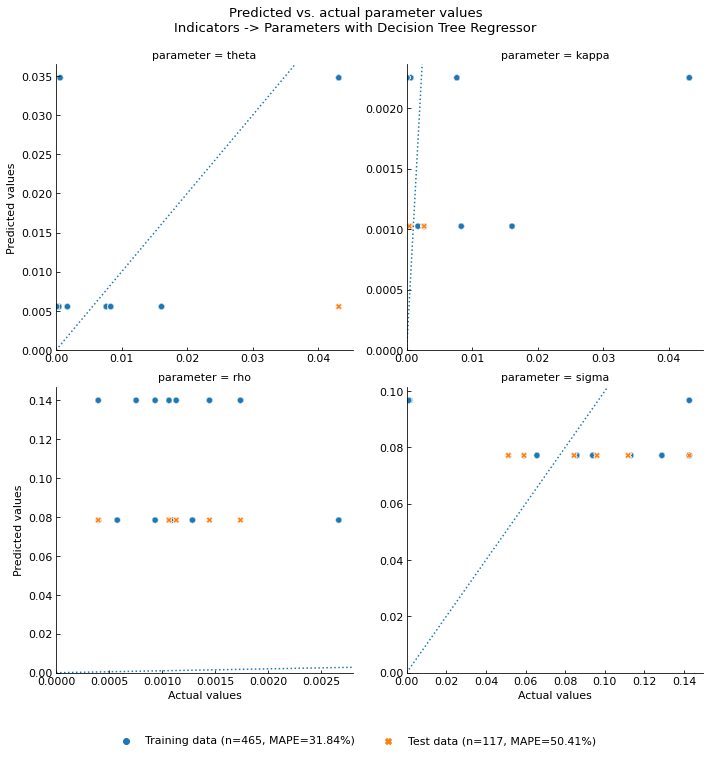 Predicted vs. actual parameter values
Indicators -> Parameters with Decision Tree Regressor
parameter = theta
0.035
0.030
0.025
0.020
0.015
0.010
0.005
0.000
Predicted values
0.00 0.01 0.02 0.03 0.04
parameter = kappa
0.0020
0.0015
0.0010
0.0005
0.0000
0.00 0.01 0.02 0.03 0.04
parameter = rho
0.14
0.12
0.10
0.08
0.06
0.04
0.02
0.00
Predicted values
0.0000 0.0005 0.0010 0.0015 0.0020 0.0025
Actual values
parameter = sigma
0.10
0.08
0.06
0.04
0.02
0.00
0.00 0.02 0.04 0.06 0.08 0.10 0.12 0.14
Actual values
Training data (n=465, MAPE=31.84%)
Test data (n=117, MAPE=50.41%)